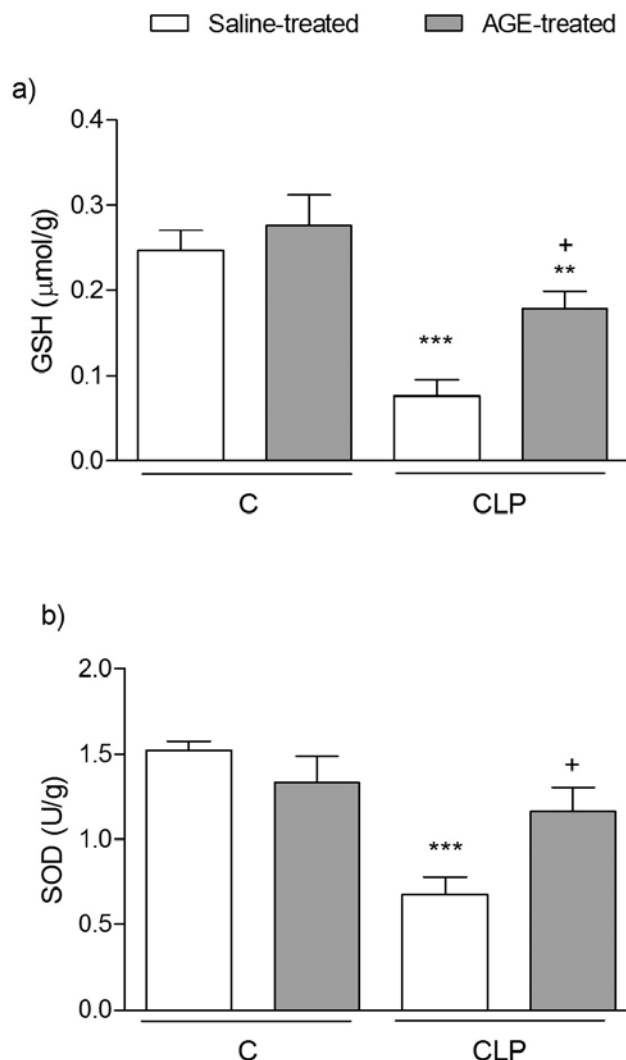 Saline-treated AGE-treated
a)
0.4
0.3
0.2
0.1
0.0
GSH (μmol/g)
***
+
**
C CLP
b)
2.0
1.5
1.0
0.5
0.0
SOD (U/g)
***
+
C CLP